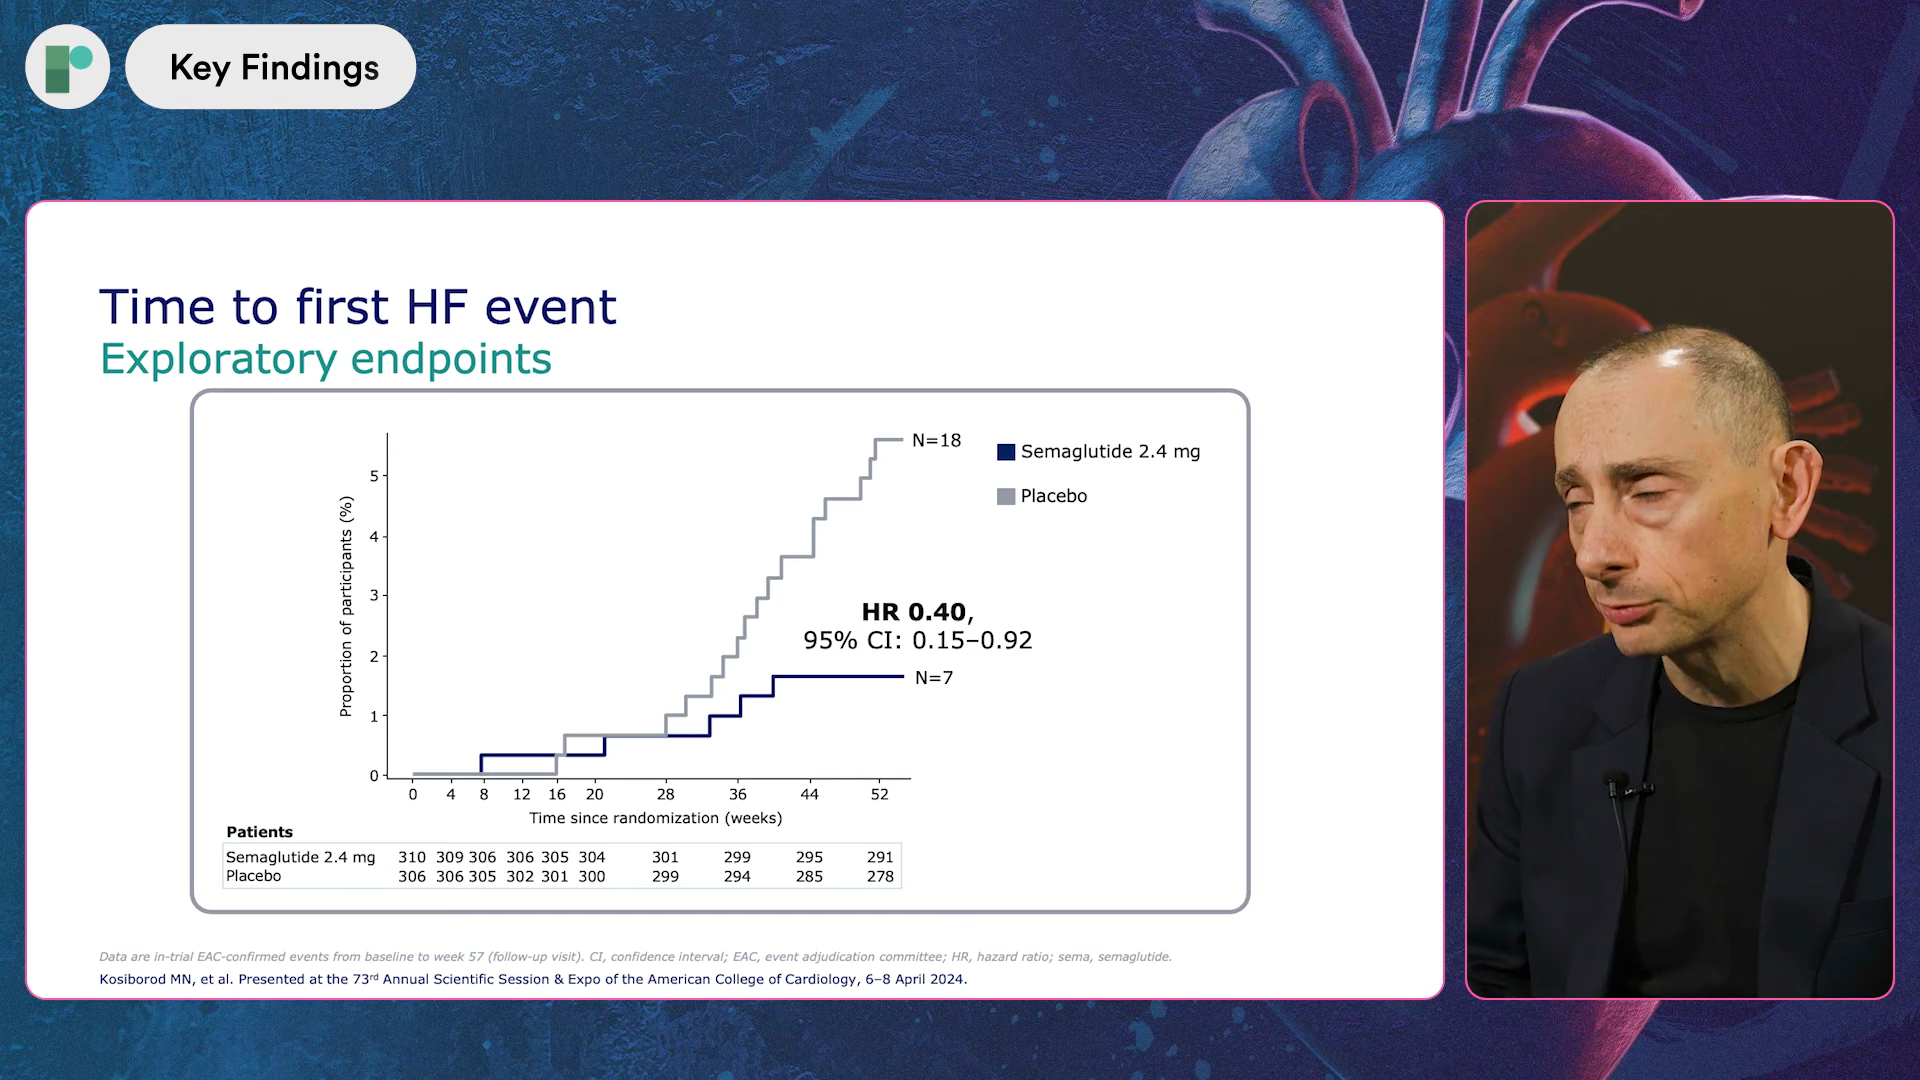 Key Findings
Time to first HF event
Exploratory endpoints
Proportion of participants (%)
5
4
3
2
1
0
N=18
Semaglutide 2.4 mg
Placebo
HR 0.40,
95% CI: 0.15–0.92
N=7
0 4 8 12 16 20 28 36 44 52
Time since randomization (weeks)
Patients
Semaglutide 2.4 mg 310 309 306 306 305 304 301 299 295 291
Placebo 306 306 305 302 301 300 299 294 285 278
Data are in-trial EAC-confirmed events from baseline to week 57 (follow-up visit). CI, confidence interval; EAC, event adjudication committee; HR, hazard ratio; sema, semaglutide.
Kosiborod MN, et al. Presented at the 73rd Annual Scientific Session & Expo of the American College of Cardiology, 6–8 April 2024.